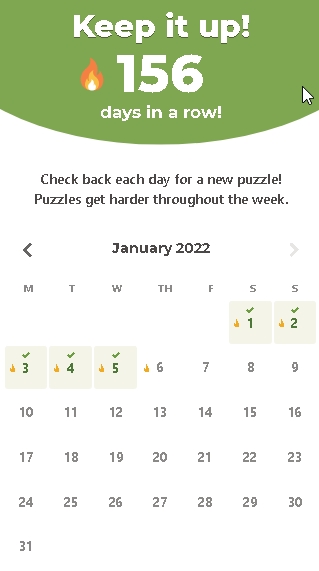 Keep it up!
156
days in a row!
Check back each day for a new puzzle!
Puzzles get harder throughout the week.
January 2022
M T W TH F S S
1 2
3 4 5 6 7 8 9
10 11 12 13 14 15 16
17 18 19 20 21 22 23
24 25 26 27 28 29 30
31